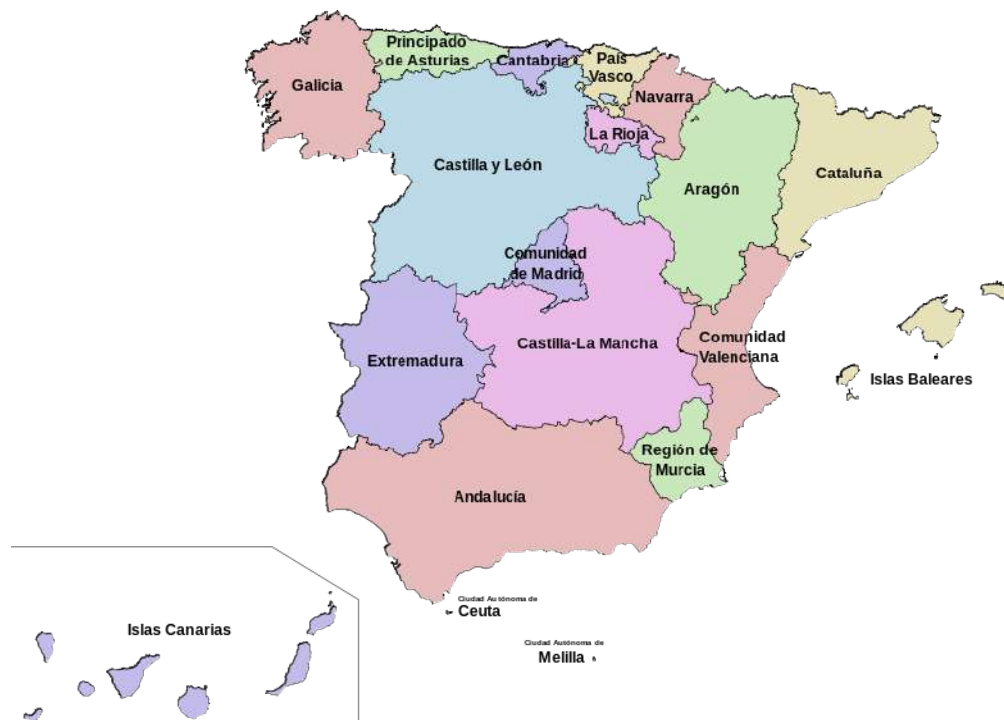 Principado
de Asturias
Cantabria
País
Vasco
Galicia
Navarra
La Rioja
Castilla y León
Aragón
Cataluña
Comunidad
de Madrid
Comunidad
Valenciana
Castilla-La Mancha
Extremadura
Islas Baleares
Región de
Murcia
Andalucía
Ciudad Autónoma de
Ceuta
Islas Canarias
Ciudad Autónoma de
Melilla